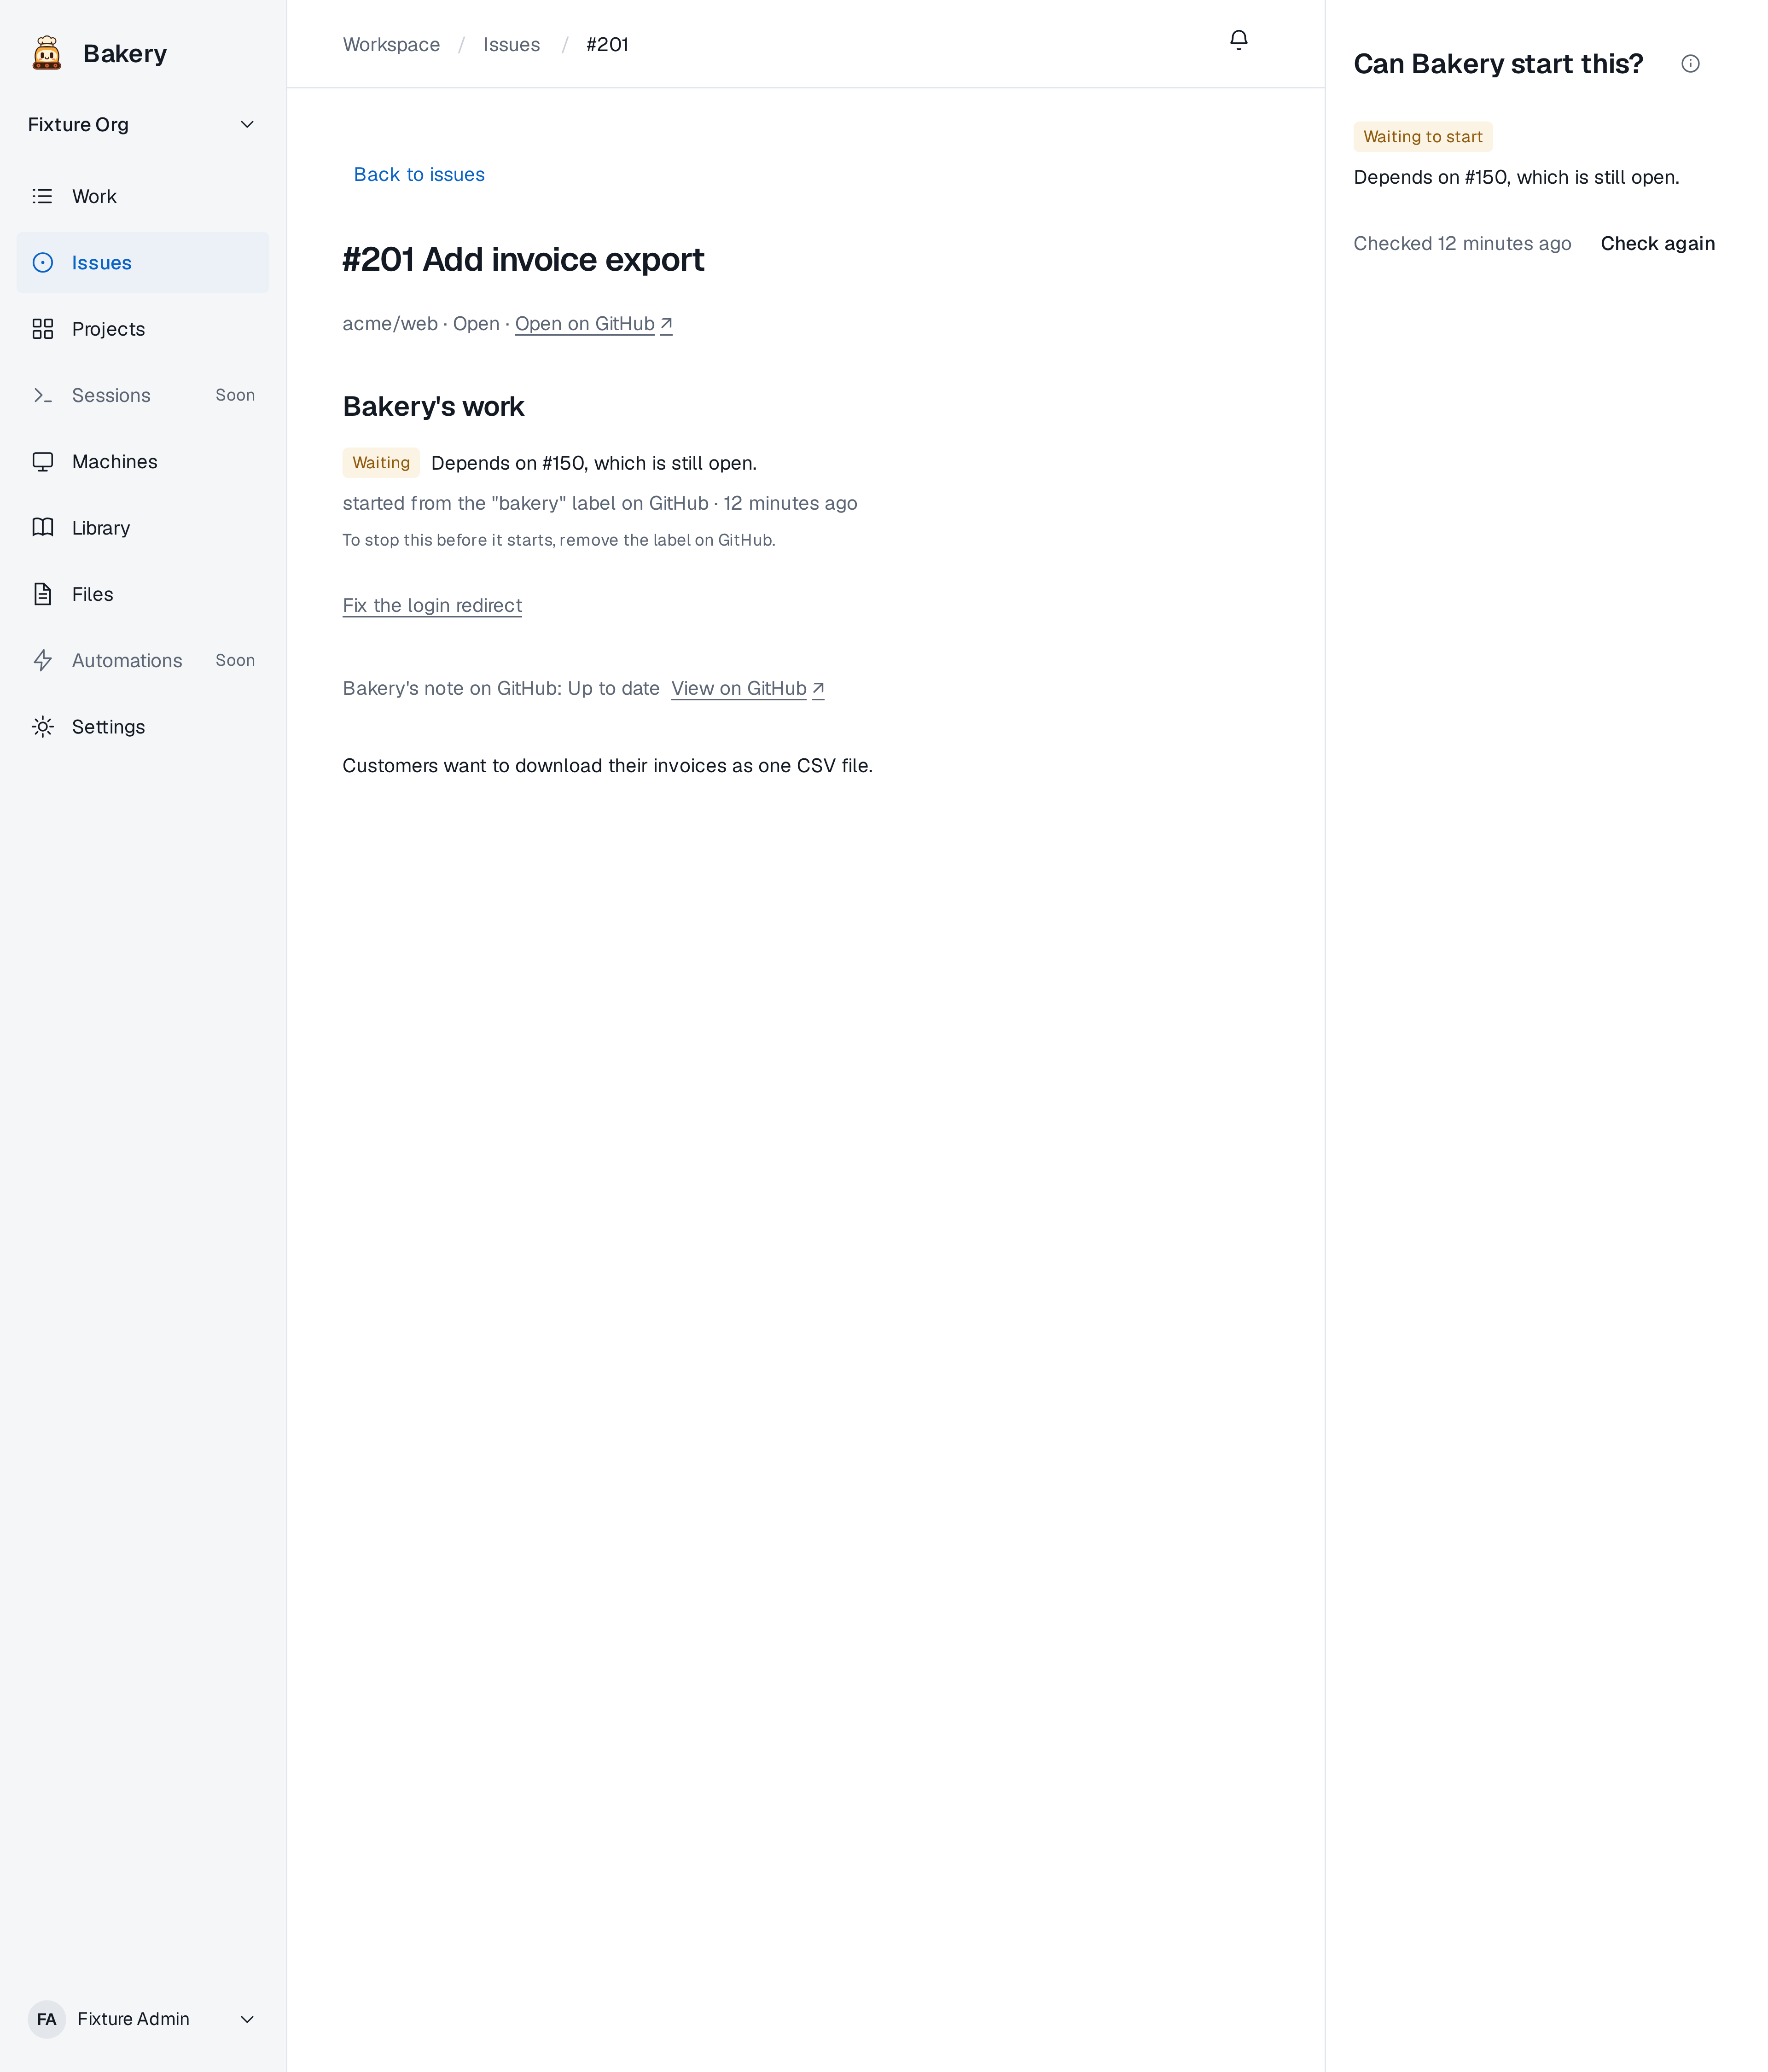 Bakery
Fixture Org
Work
Issues
Projects
Sessions Soon
Machines
Library
Files
Automations Soon
Settings
FA Fixture Admin
Workspace / Issues / #201
Back to issues
#201 Add invoice export
acme/web · Open · Open on GitHub
Bakery's work
Waiting Depends on #150, which is still open.
started from the "bakery" label on GitHub · 12 minutes ago
To stop this before it starts, remove the label on GitHub.
Fix the login redirect
Bakery's note on GitHub: Up to date View on GitHub
Customers want to download their invoices as one CSV file.
Can Bakery start this?
Waiting to start
Depends on #150, which is still open.
Checked 12 minutes ago Check again